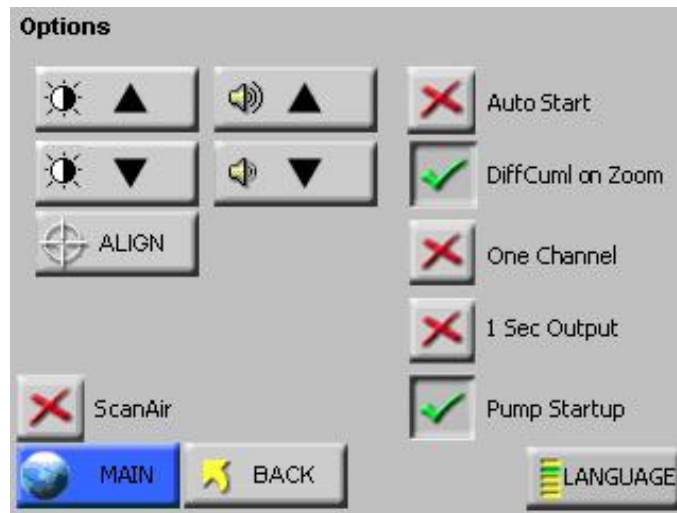 Options
Auto Start
DiffCuml on Zoom
ALIGN
One Channel
1 Sec Output
ScanAir
Pump Startup
MAIN
BACK
LANGUAGE